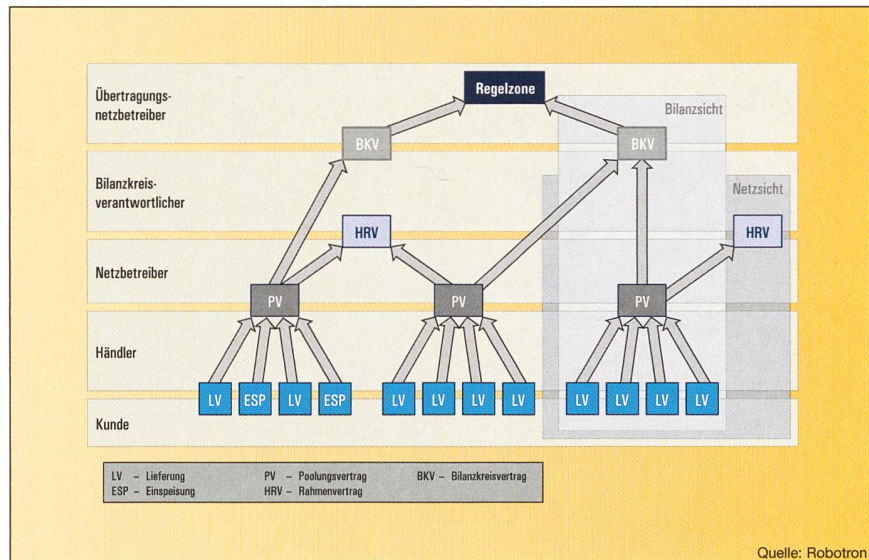 Regelzone
Übertragungs-
netzbetreiber
Bilanzsicht
BKV
BKV
Bilanzkreis-
verantwortlicher
Netzsicht
HRV
HRV
Netzbetreiber
PV
PV
PV
Händler
LV
ESP
LV
ESP
LV
LV
LV
LV
LV
LV
LV
LV
Kunde
LV – Lieferung PV – Poolungsvertrag BKV – Bilanzkreisvertrag
ESP – Einspeisung HRV – Rahmenvertrag
Quelle: Robotron